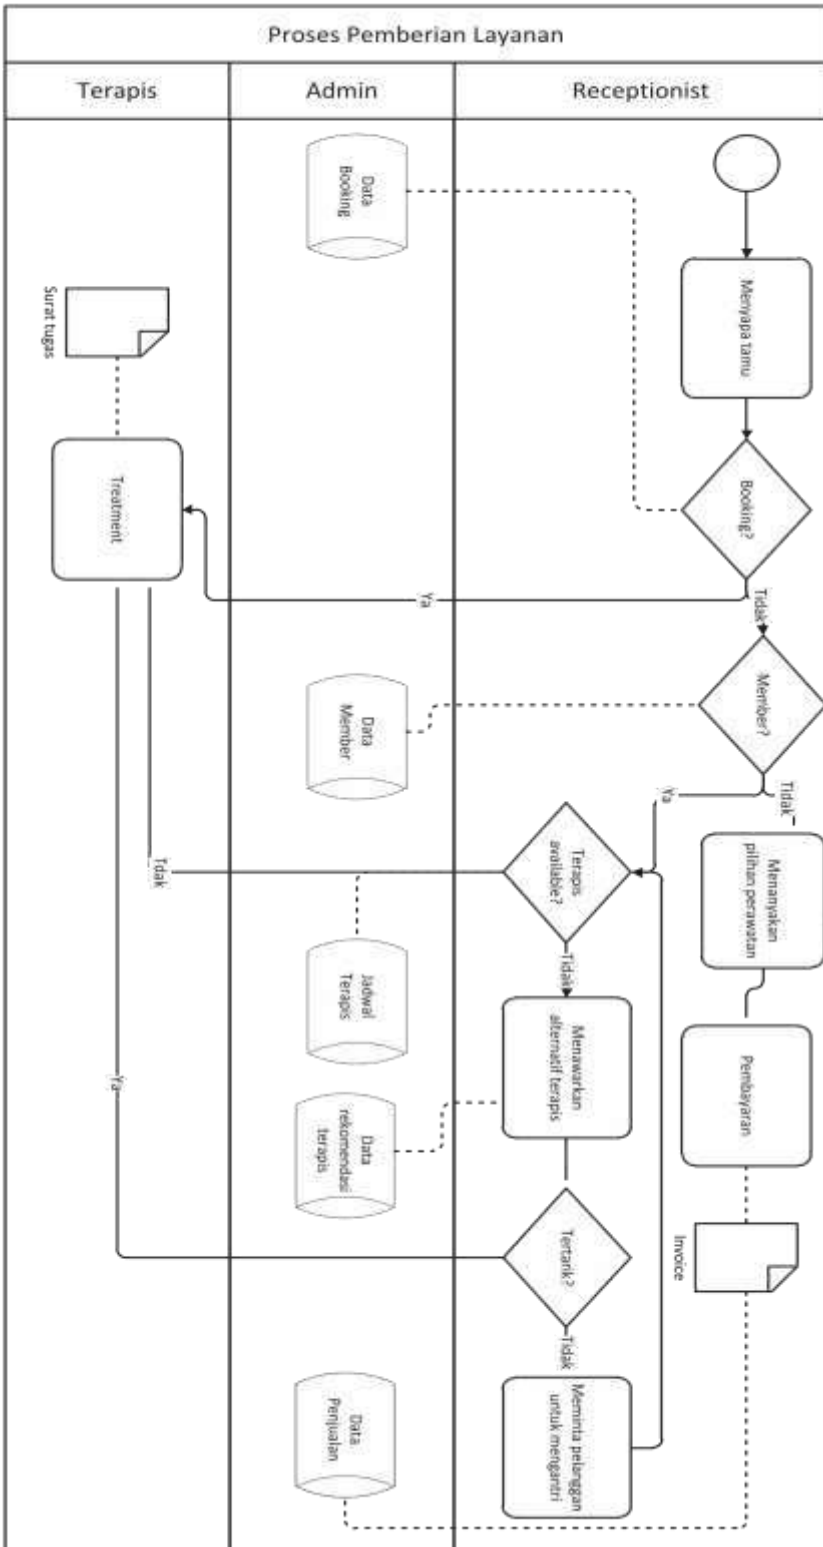 Proses Pemberian Layanan
Terapis
Admin
Receptionist
Data
Booking
Menyapa tamu
Surat tugas
Treatment
Booking?
Ya
Tidak
Data
Member
Member?
Ya
Tidak
Terapis
available?
Menanyakan
pilihan perawatan
Tdak
Jadwal
Terapis
Tidak
Menawarkan
alternatif terapis
Pembayaran
Ya
Data
rekomendasi
terapis
Tertarik?
Invoice
Tidak
Data
Penjualan
Meminta pelanggan
untuk mengantri